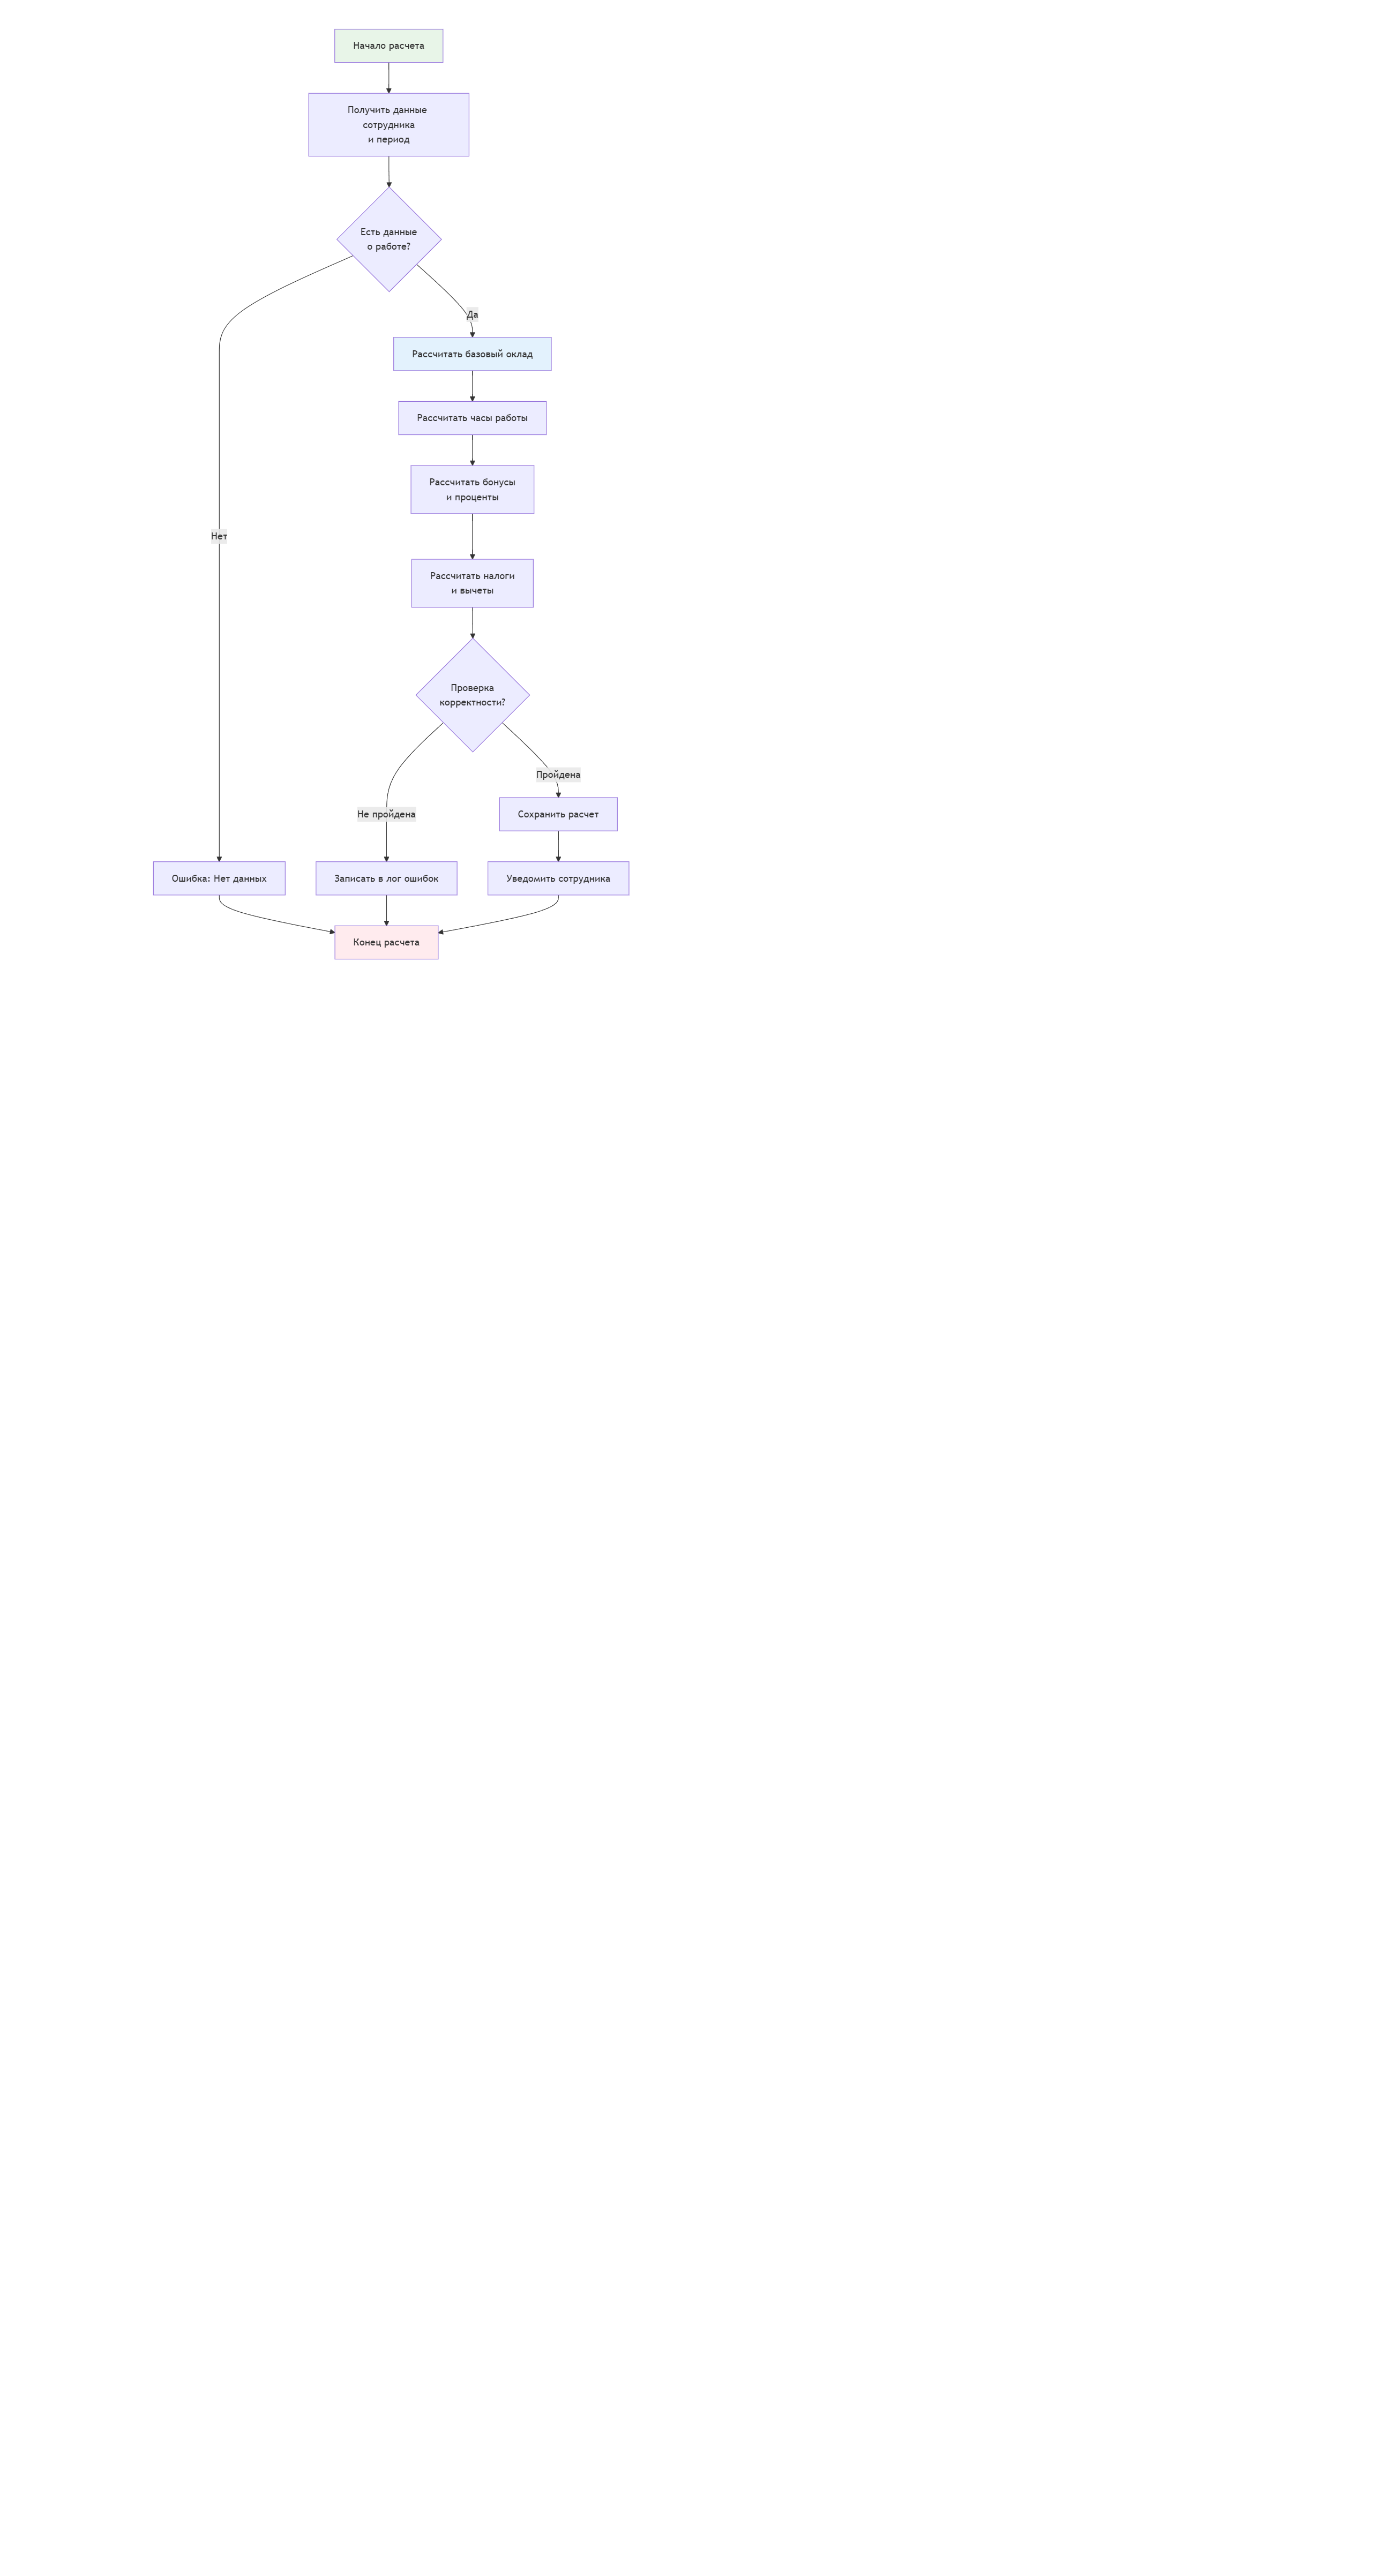 Начало расчета
Получить данные
сотрудника
и период
Есть данные
о работе?
Да
Рассчитать базовый оклад
Рассчитать часы работы
Рассчитать бонусы
и проценты
Нет
Рассчитать налоги
и вычеты
Проверка
корректности?
Пройдена
Не пройдена
Сохранить расчет
Ошибка: Нет данных
Записать в лог ошибок
Уведомить сотрудника
Конец расчета